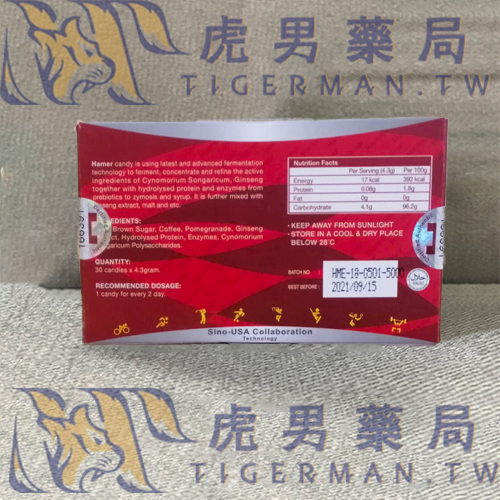 虎男藥局
TIGERMAN.TW
Hamer candy is using latest and advanced fermentation
technology to ferment, concentrate and refine the active
ingredients of Cynomorium Songaricum, Ginseng
together with hydrolysed protein and enzymes from
prebiotics to zymosis and syrup. It is further mixed with
ginseng extract, malt and etc.
Brown Sugar, Coffee, Pomegranate, Ginseng
Hydrolysed Protein, Enzymes, Cynomorium
Polysaccharides.
QUANTITY:
30 candies x 4.3gram.
RECOMMENDED DOSAGE:
1 candy for every 2 day.
Nutrition Facts
Per Serving (4.3g) Per 100g
Energy 17 kcal 392 kcal
Protein 0.08g 1.8g
Fat 0g 0g
Carbohydrate 4.1g 96.2g
• KEEP AWAY FROM SUNLIGHT
• STORE IN A COOL & DRY PLACE
BELOW 28°C
BATCH NO : HME-18-0501-5000
BEST BEFORE : 2021/09/15
Sino-USA Collaboration
Technology
虎男藥局
TIGERMAN.TW